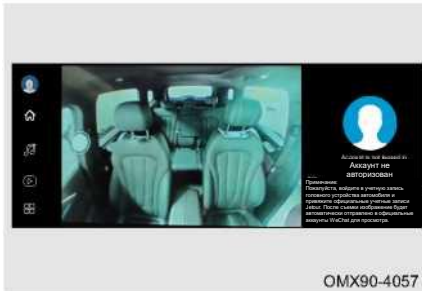 Аккаунт не
авторизован
Примечание:
Пожалуйста, войдите в учетную запись
головного устройства автомобиля и
привяжите официальные учетные записи
Jetour. После съемки изображение будет
автоматически отправлено в официальные
аккаунты WeChat для просмотра.
OMX90-4057